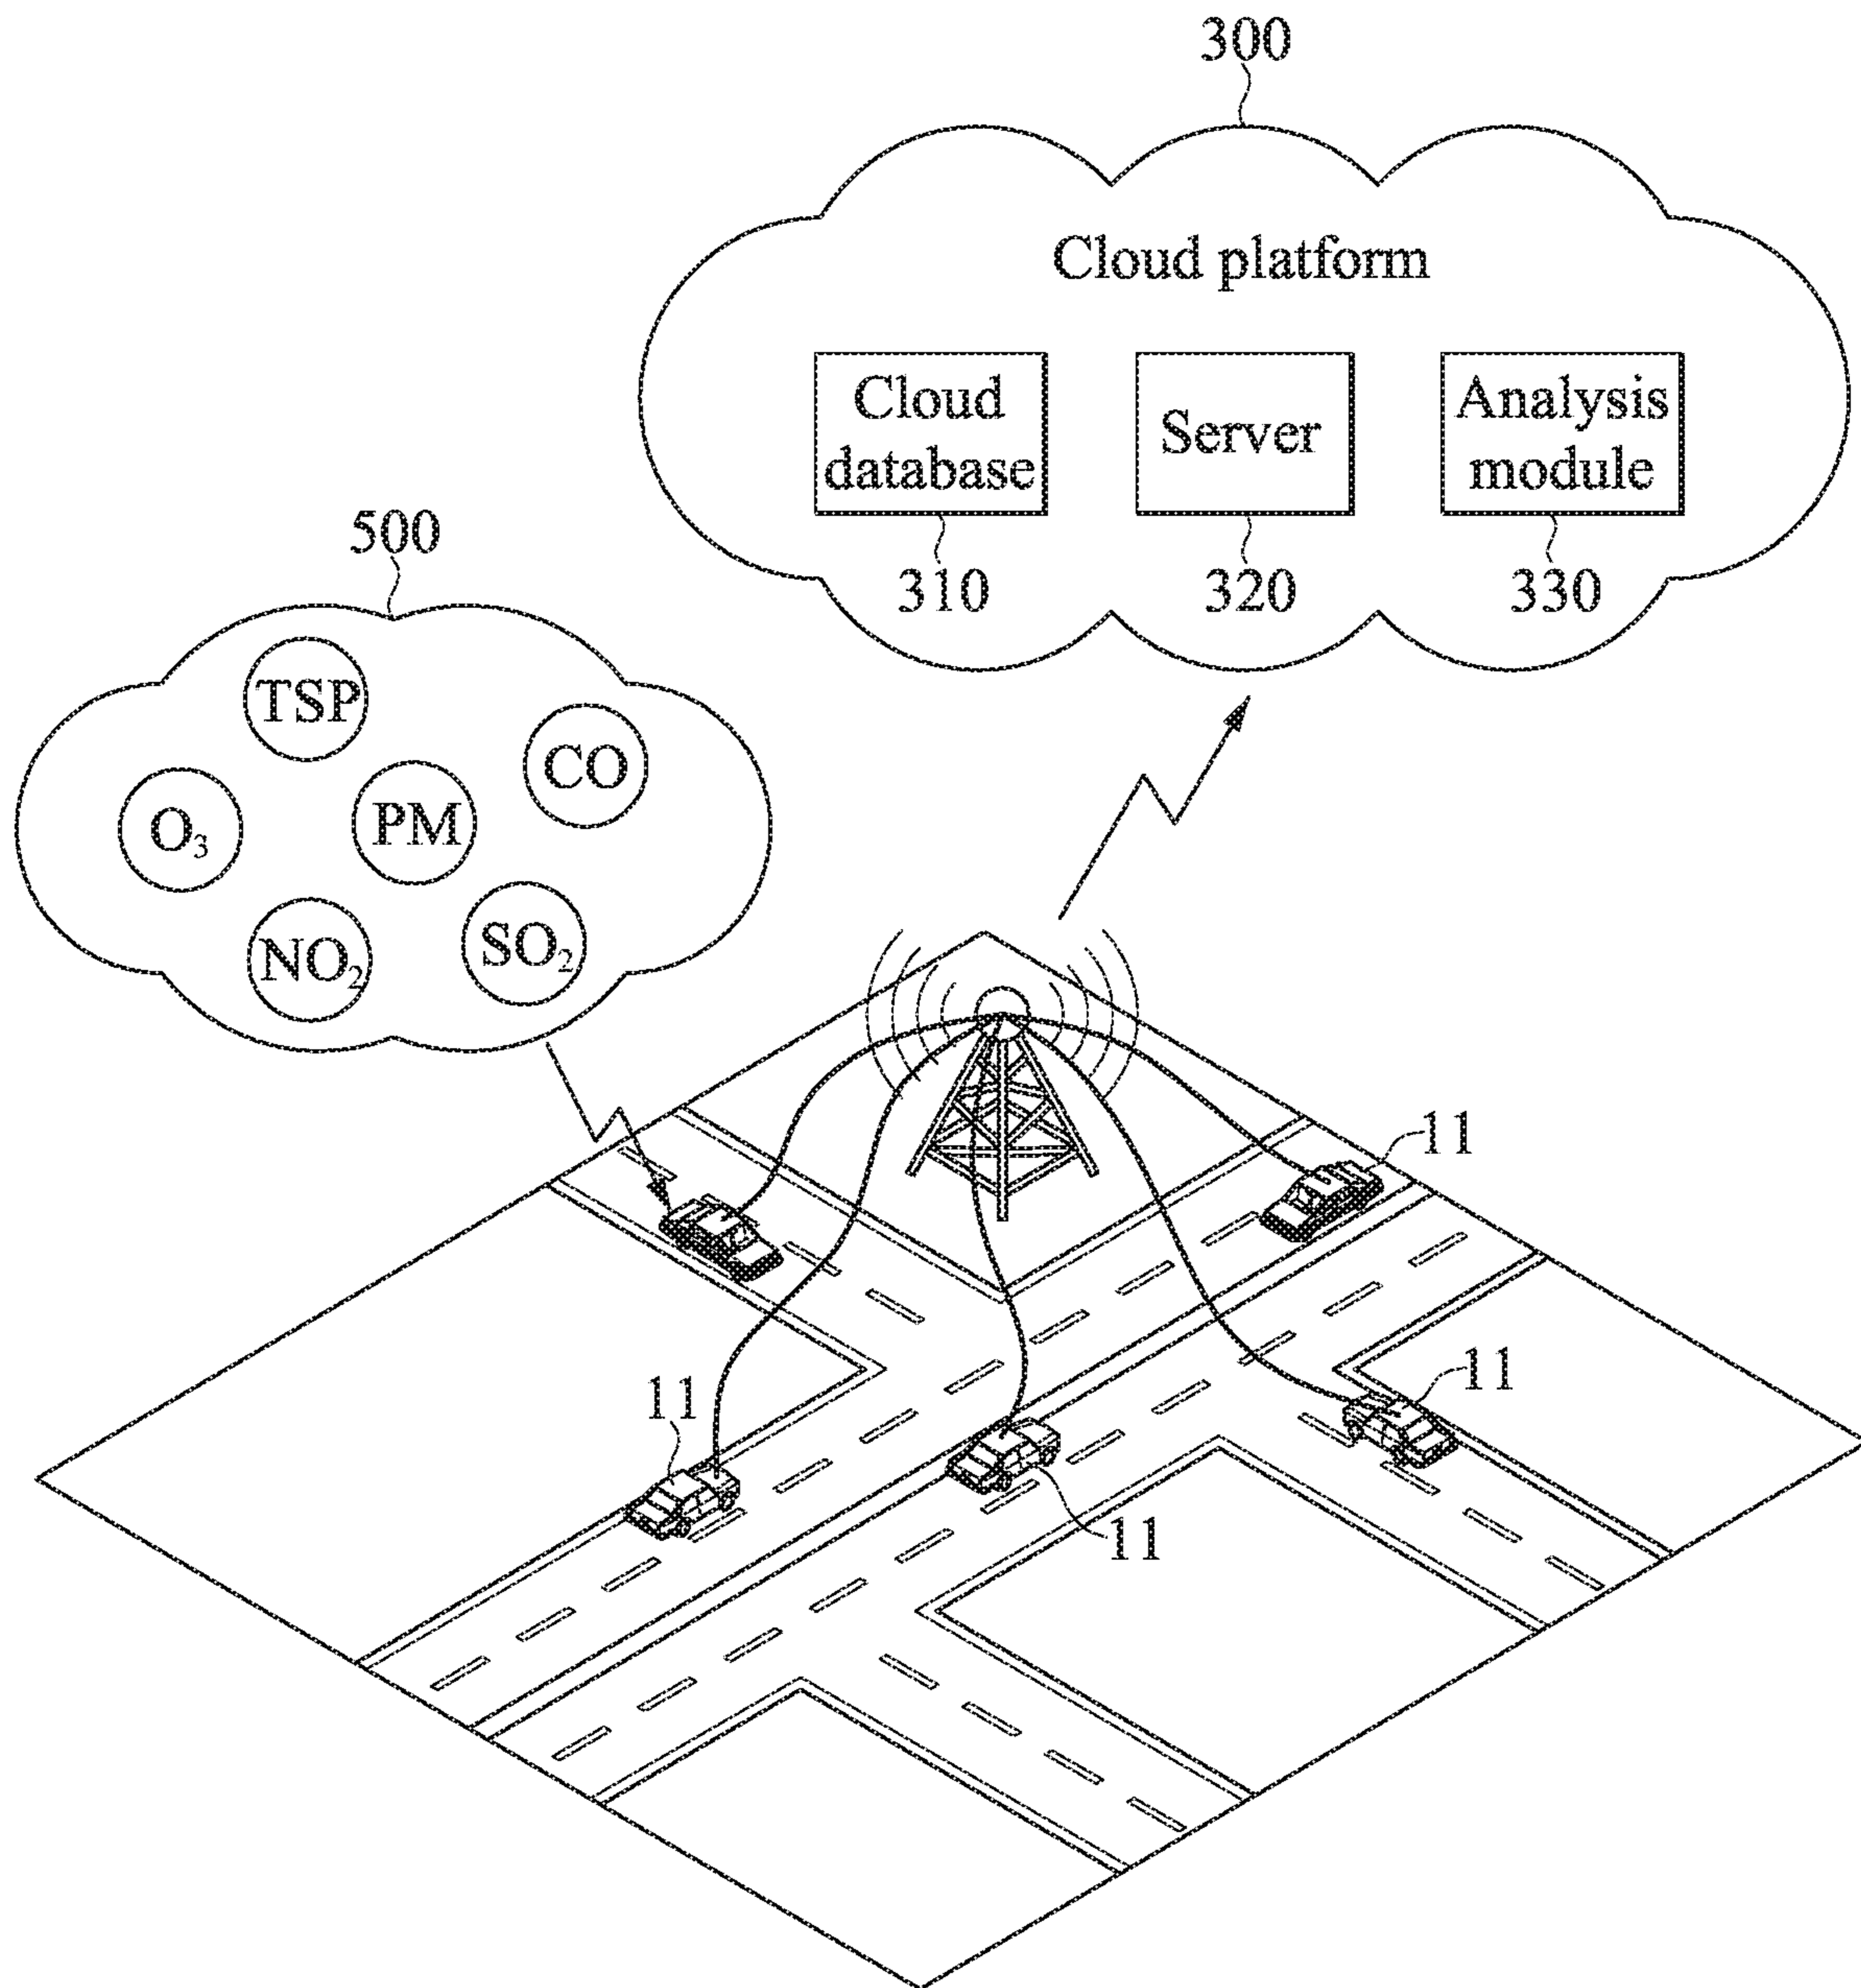 300
Cloud platform
Cloud
database
Server
Analysis
module
310
320
330
500
TSP
CO
O₃
PM
NO₂
SO₂
11
11
11
11